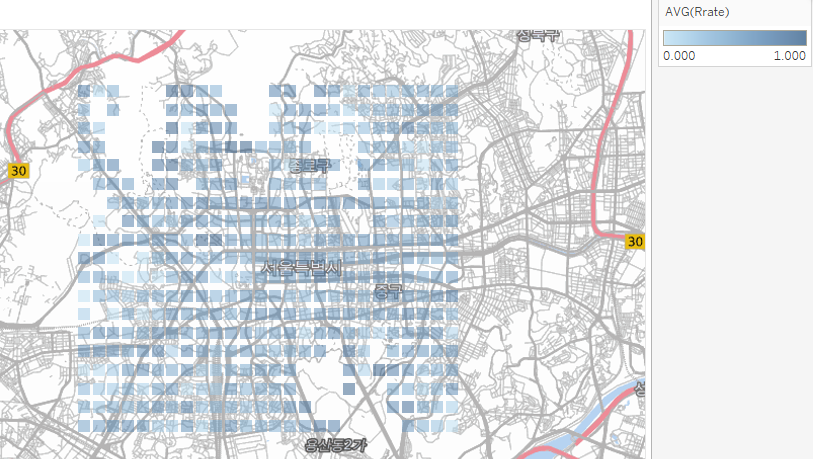 성북구
AVG(Rrate)
0.000 1.000
30
종로구
30
서울특별시
중구
용산동2가